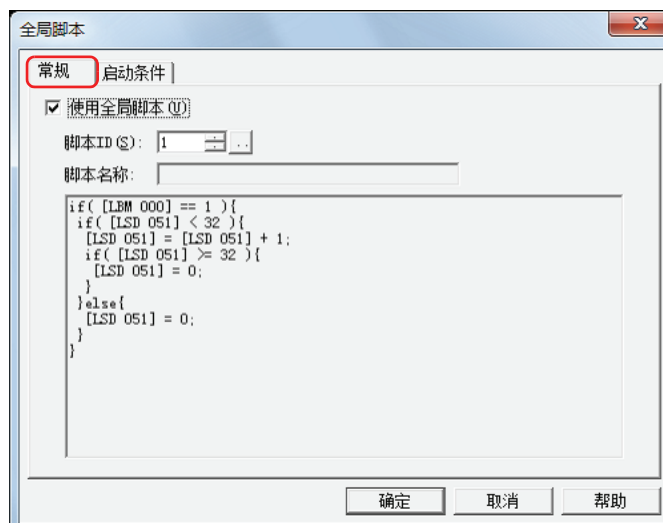 全局脚本
常规 启动条件
使用全局脚本(U)
脚本ID(S): 1 ..
脚本名称:
if( [LBM 000] == 1 ){
if( [LSD 051] < 32 ){
[LSD 051] = [LSD 051] + 1;
if( [LSD 051] >= 32 ){
[LSD 051] = 0;
}
}else{
[LSD 051] = 0;
}
}
确定 取消 帮助